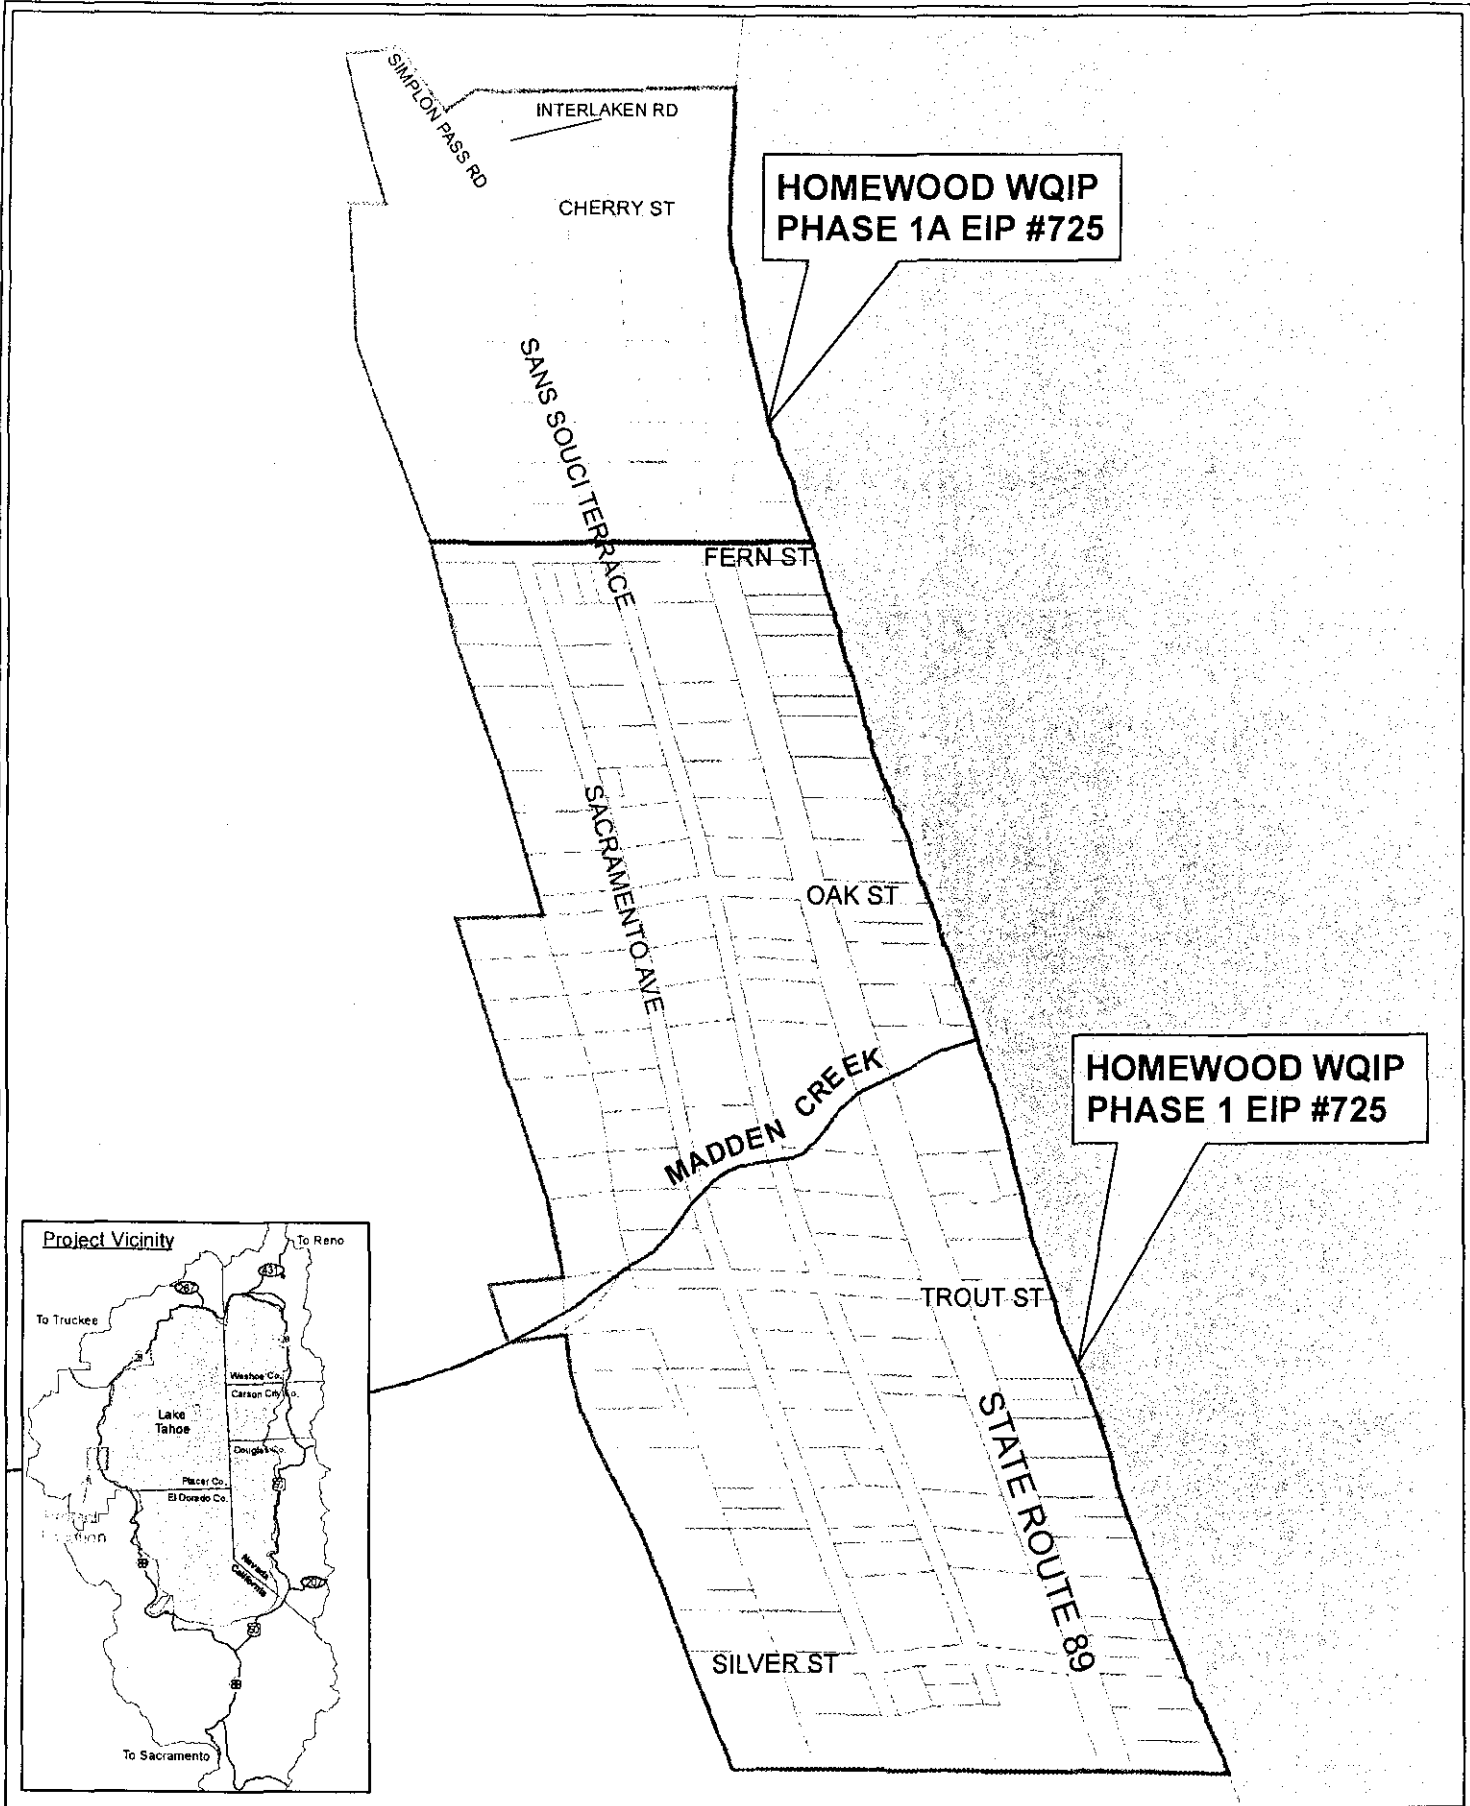 SIMPLON PASS RD
INTERLAKEN RD
CHERRY ST
HOMEWOOD WQIP
PHASE 1A EIP #725
SANS SOUCI TERRACE
FERN ST
SACRAMENTO AVE
OAK ST
MADDEN CREEK
HOMEWOOD WQIP
PHASE 1 EIP #725
TROUT ST
STATE ROUTE 89
SILVER ST
Project Vicinity
To Reno
431
To Truckee
Washoe Co.
Carson City Co.
Lake
Tahoe
Douglas Co.
Placer Co.
El Dorado Co.
Nevada
California
207
To Sacramento